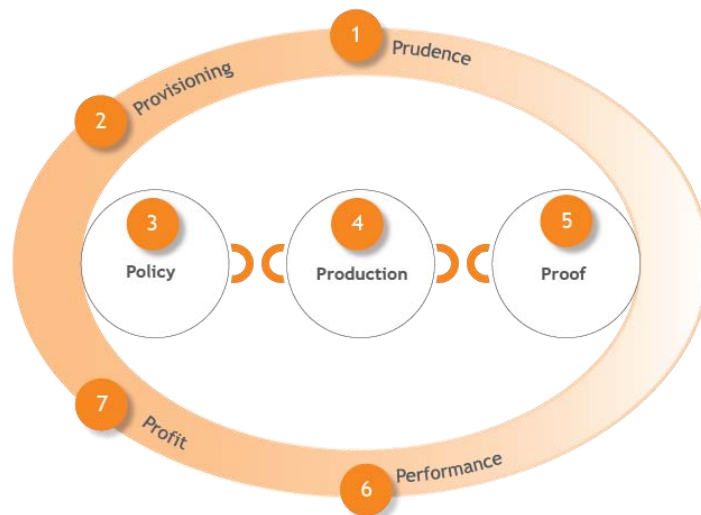 1
Prudence
2
Provisioning
3
Policy
4
Production
5
Proof
6
Performance
7
Profit